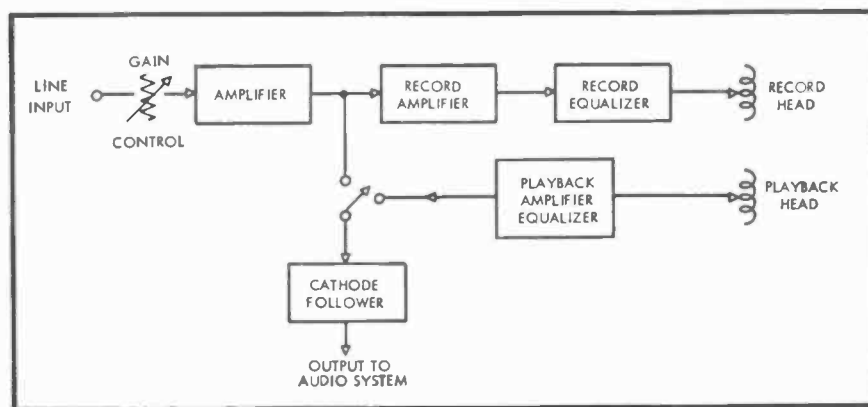 GAIN
LINE
INPUT
CONTROL
AMPLIFIER
RECORD
AMPLIFIER
RECORD
EQUALIZER
RECORD
HEAD
PLAYBACK
AMPLIFIER
EQUALIZER
PLAYBACK
HEAD
CATHODE
FOLLOWER
OUTPUT TO
AUDIO SYSTEM